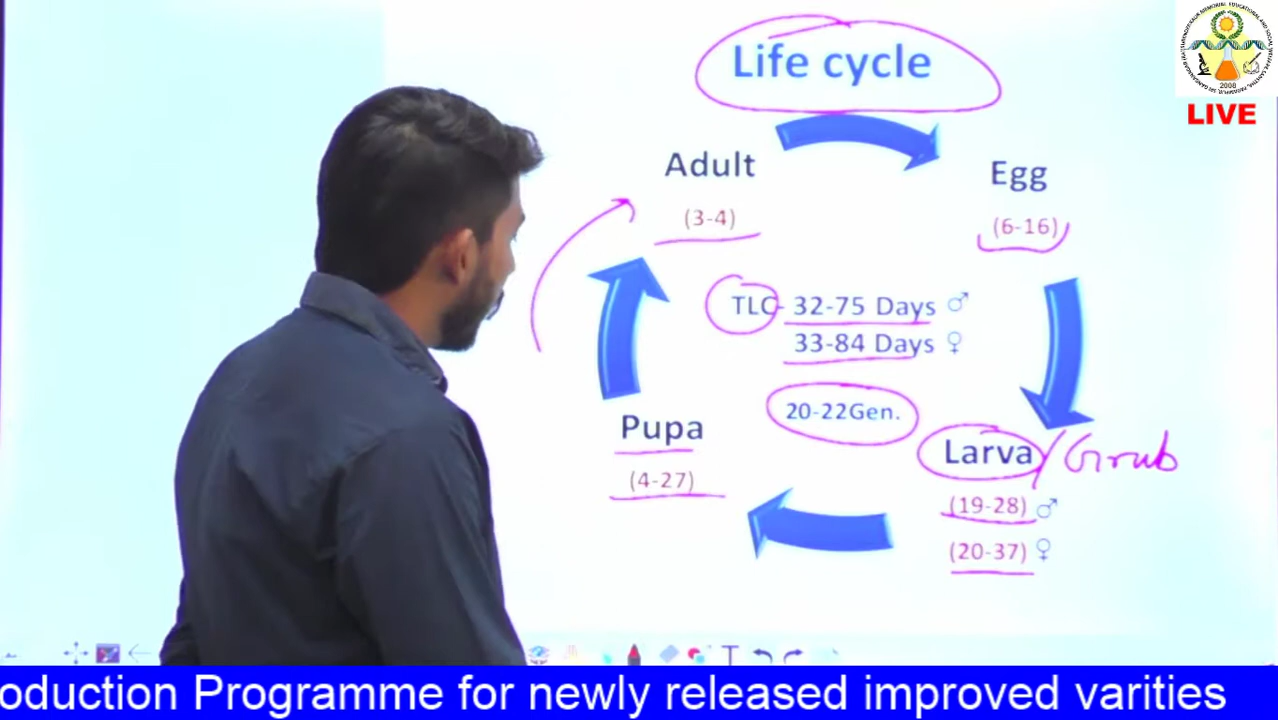 Life cycle
Adult
(3-4)
Egg
(6-16)
TLC- 32-75 Days ♂
33-84 Days ♀
20-22Gen.
Larva / Grub
(19-28) ♂
(20-37) ♀
Pupa
(4-27)
2008
LIVE
oduction Programme for newly released improved varities